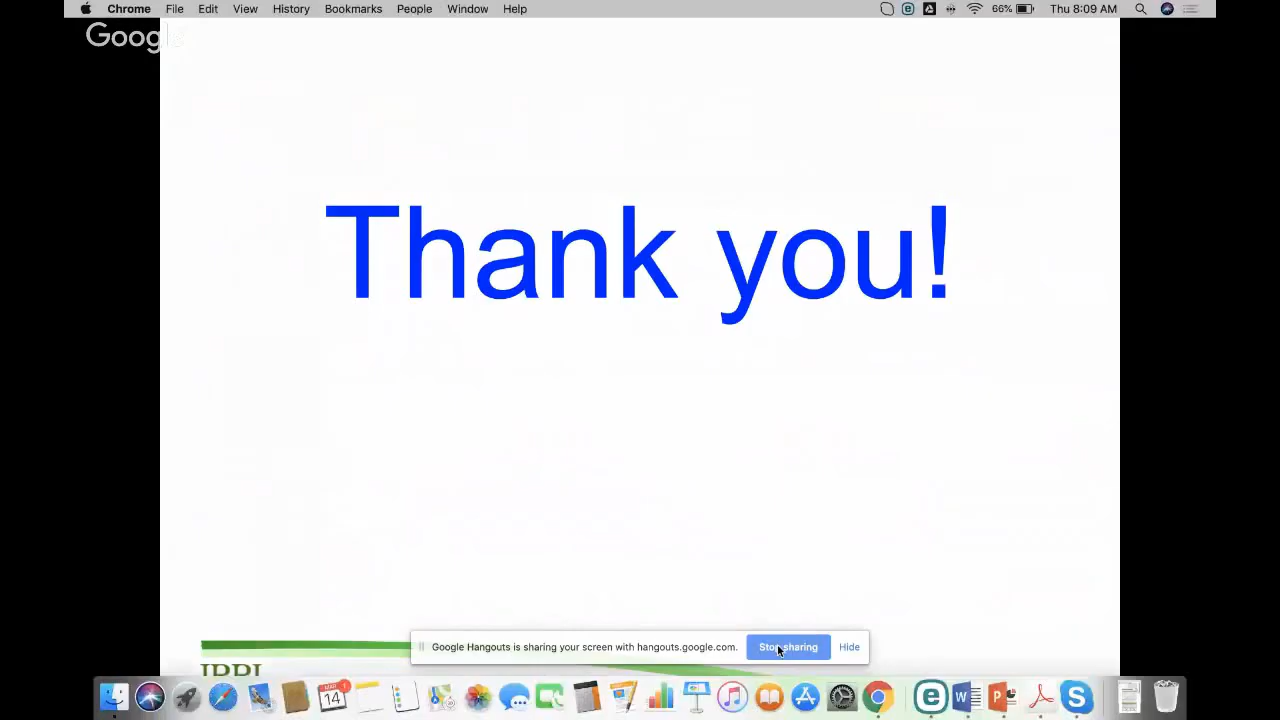 Chrome File Edit View History Bookmarks People Window Help 66% Thu 8:09 AM
Google
Thank you!
Google Hangouts is sharing your screen with hangouts.google.com. Stop sharing Hide
MAR
14